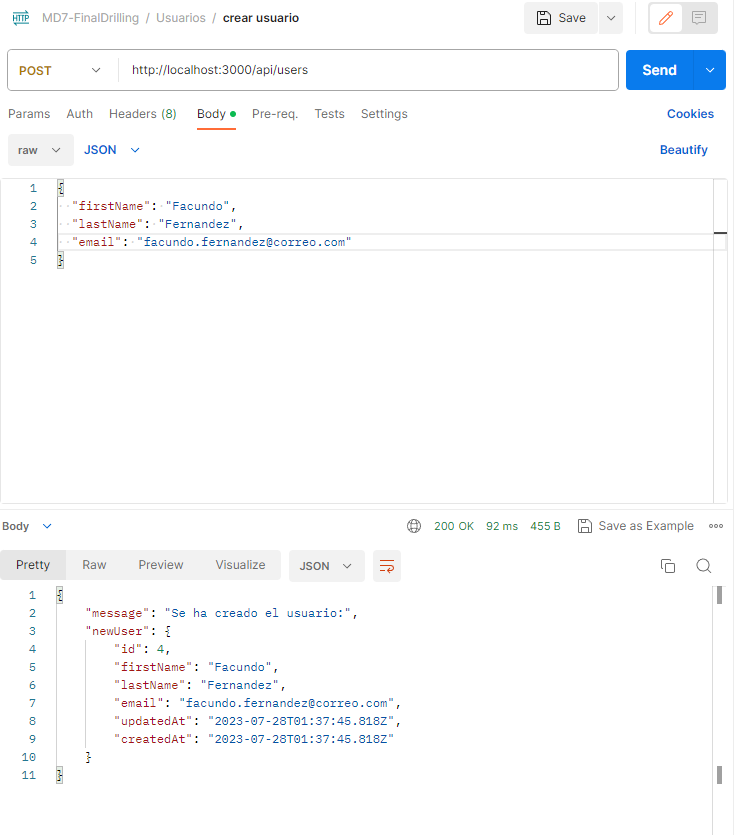 HTTP MD7-FinalDrilling / Usuarios / crear usuario Save
POST http://localhost:3000/api/users Send
Params Auth Headers (8) Body Pre-req. Tests Settings Cookies
raw JSON Beautify
1 {
2 "firstName": "Facundo",
3 "lastName": "Fernandez",
4 "email": "facundo.fernandez@correo.com"
5 }
Body 200 OK 92 ms 455 B Save as Example
Pretty Raw Preview Visualize JSON
1 {
2 "message": "Se ha creado el usuario:",
3 "newUser": {
4 "id": 4,
5 "firstName": "Facundo",
6 "lastName": "Fernandez",
7 "email": "facundo.fernandez@correo.com",
8 "updatedAt": "2023-07-28T01:37:45.818Z",
9 "createdAt": "2023-07-28T01:37:45.818Z"
10 }
11 }